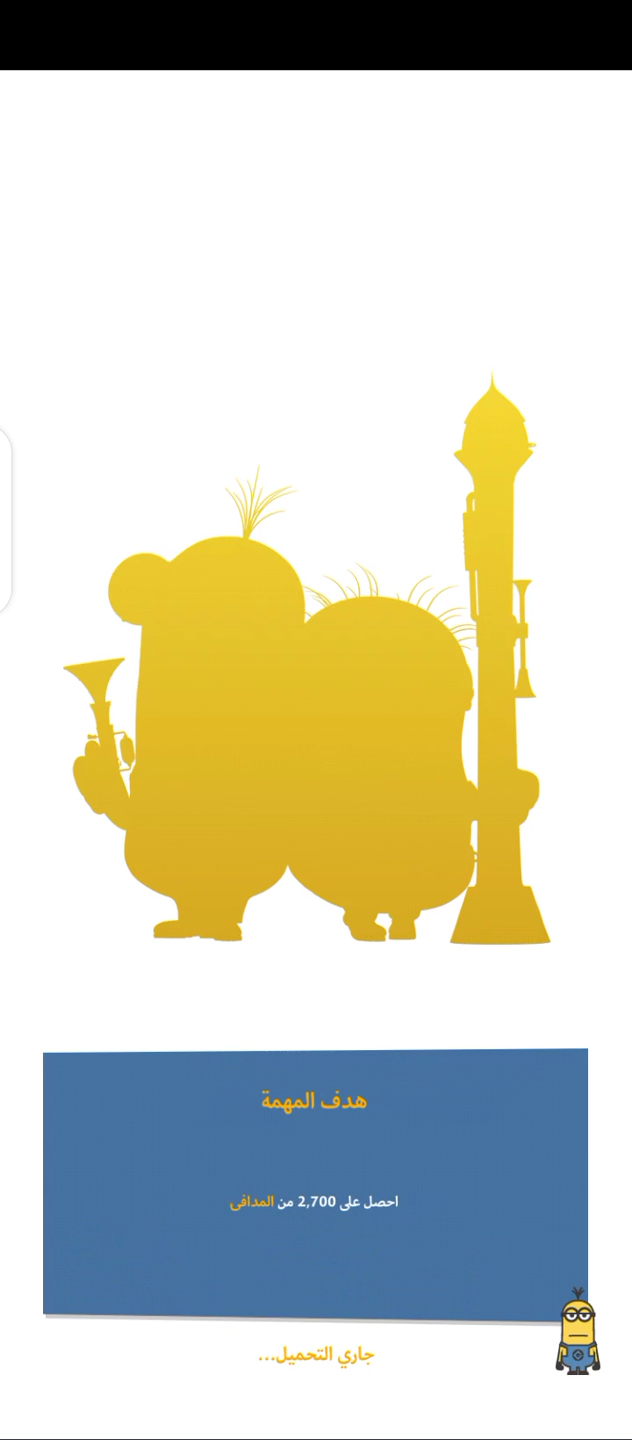 هدف المهمة
احصل على 2,700 من المدافى
جاري التحميل...